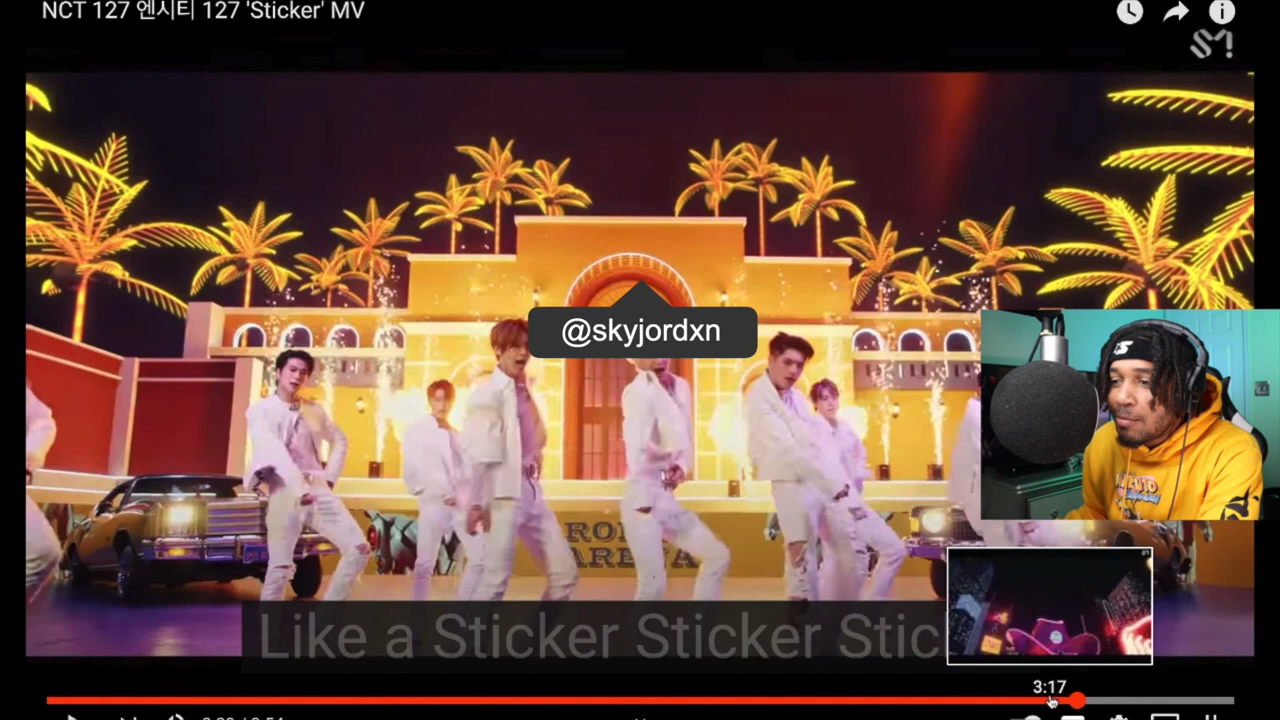 NCT 127 엔시티 127 'Sticker' MV
@skyjordxn
Like a Sticker Sticker Stic
3:17